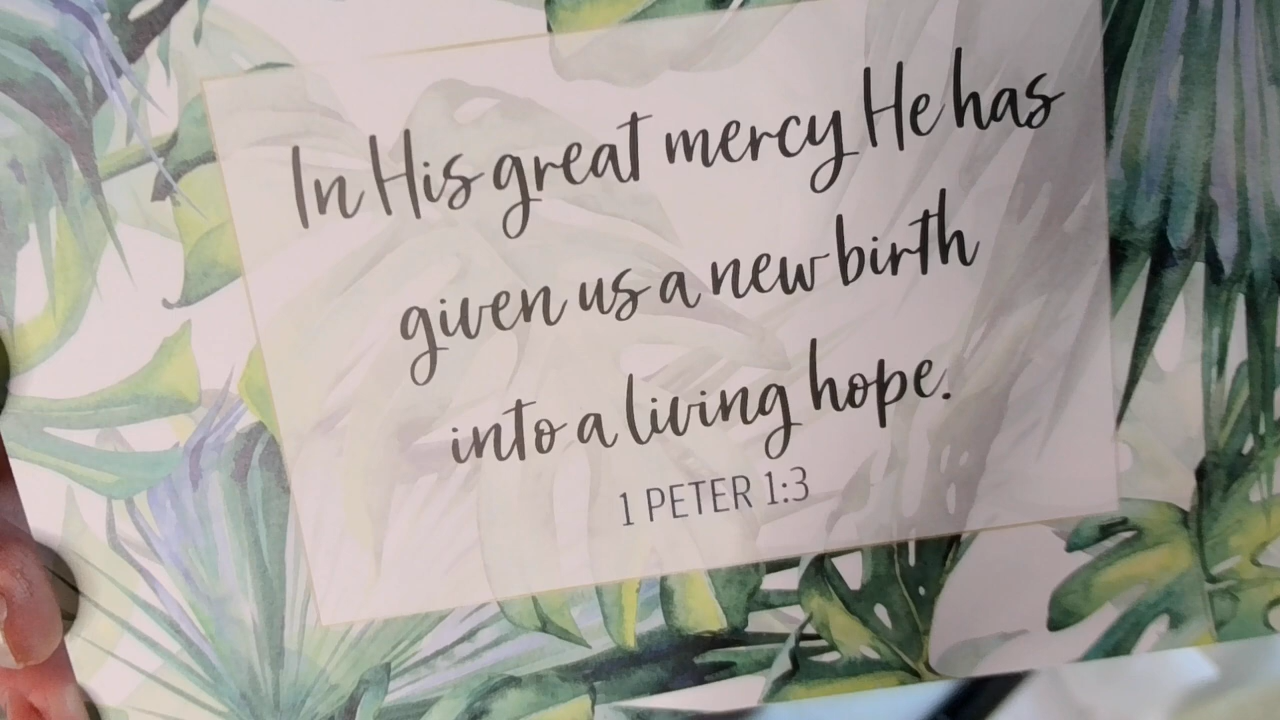 In His great mercy He has
given us a new birth
into a living hope.
1 PETER 1:3